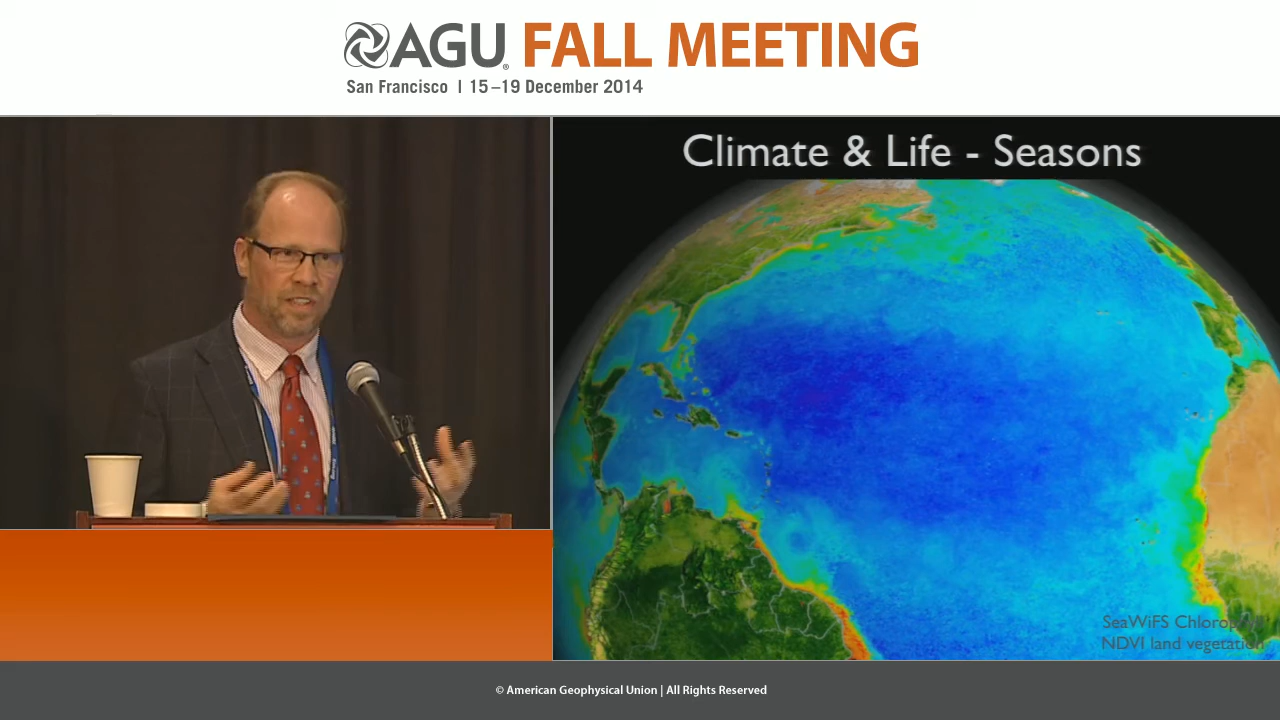 AGU® FALL MEETING
San Francisco | 15–19 December 2014
Climate & Life - Seasons
SeaWiFS
NDVI land vegetation
© American Geophysical Union | All Rights Reserved